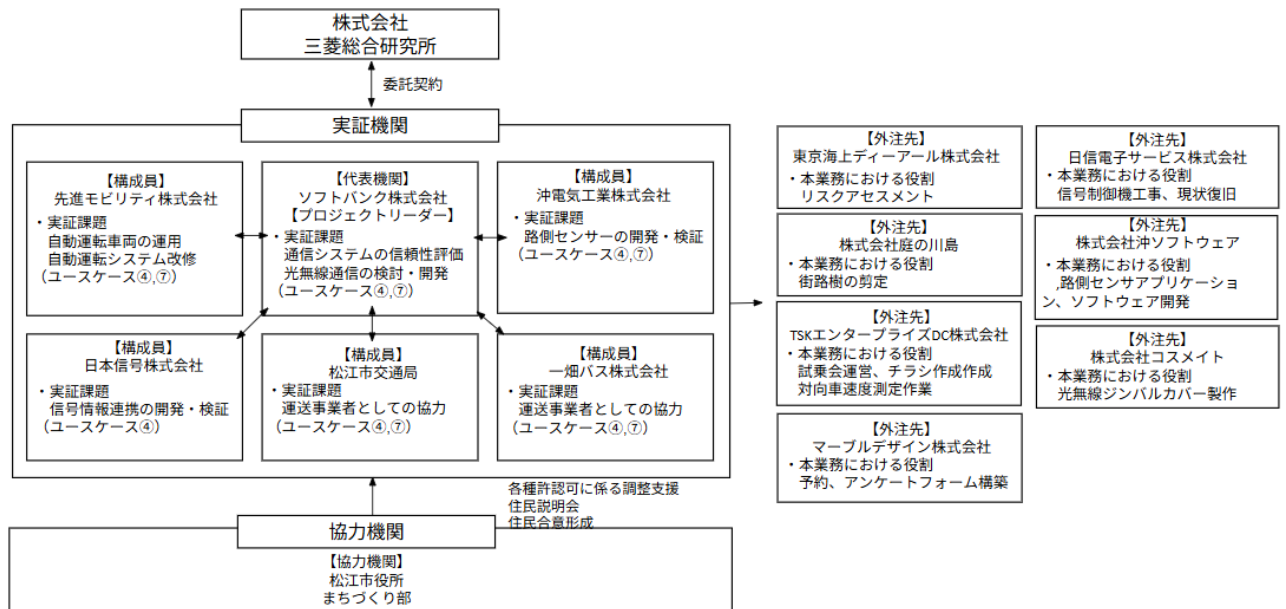 株式会社
三菱総合研究所
委託契約
実証機関
【構成員】
先進モビリティ株式会社
・実証課題
自動運転車両の運用
自動運転システム改修
（ユースケース④,⑦）
【代表機関】
ソフトバンク株式会社
【プロジェクトリーダー】
・実証課題
通信システムの信頼性評価
光無線通信の検討・開発
（ユースケース④,⑦）
【構成員】
沖電気工業株式会社
・実証課題
路側センサーの開発・検証
（ユースケース④,⑦）
【構成員】
日本信号株式会社
・実証課題
信号情報連携の開発・検証
（ユースケース④）
【構成員】
松江市交通局
・実証課題
運送事業者としての協力
（ユースケース④,⑦）
【構成員】
一畑バス株式会社
・実証課題
運送事業者としての協力
（ユースケース④,⑦）
各種許認可に係る調整支援
住民説明会
住民合意形成
協力機関
【協力機関】
松江市役所
まちづくり部
【外注先】
東京海上ディーアール株式会社
・本業務における役割
リスクアセスメント
【外注先】
株式会社庭の川島
・本業務における役割
街路樹の剪定
【外注先】
TSKエンタープライズDC株式会社
・本業務における役割
試乗会運営、チラシ作成作成
対向車速度測定作業
【外注先】
マーブルデザイン株式会社
・本業務における役割
予約、アンケートフォーム構築
【外注先】
日信電子サービス株式会社
・本業務における役割
信号制御機工事、現状復旧
【外注先】
株式会社沖ソフトウェア
・本業務における役割
,路側センサアプリケーショ
ン、ソフトウェア開発
【外注先】
株式会社コスメイト
・本業務における役割
光無線ジンバルカバー製作